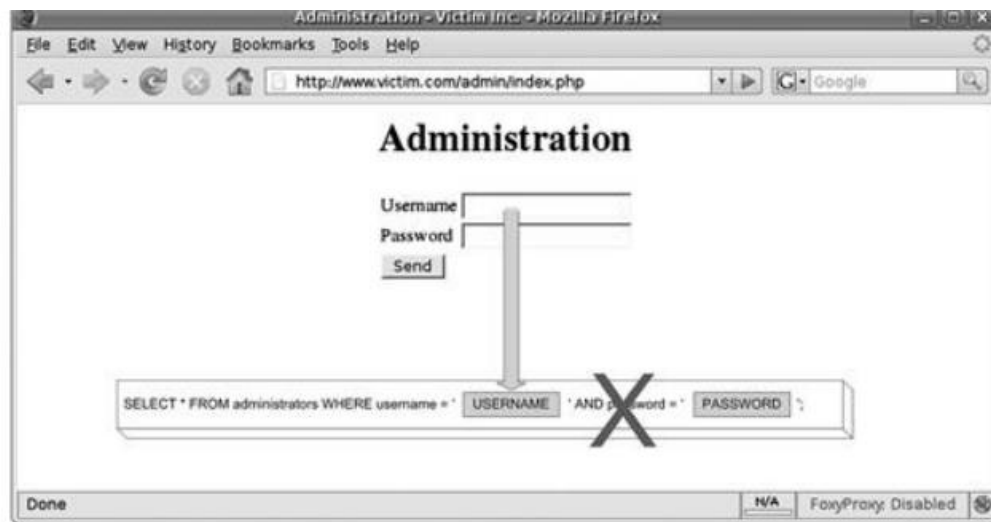 Administration - Victim Inc. - Mozilla Firefox
File Edit View History Bookmarks Tools Help
http://www.victim.com/admin/index.php
G Google
Administration
Username
Password
Send
SELECT * FROM administrators WHERE username = ' USERNAME ' AND password = ' PASSWORD ';
Done
N/A
FoxyProxy: Disabled